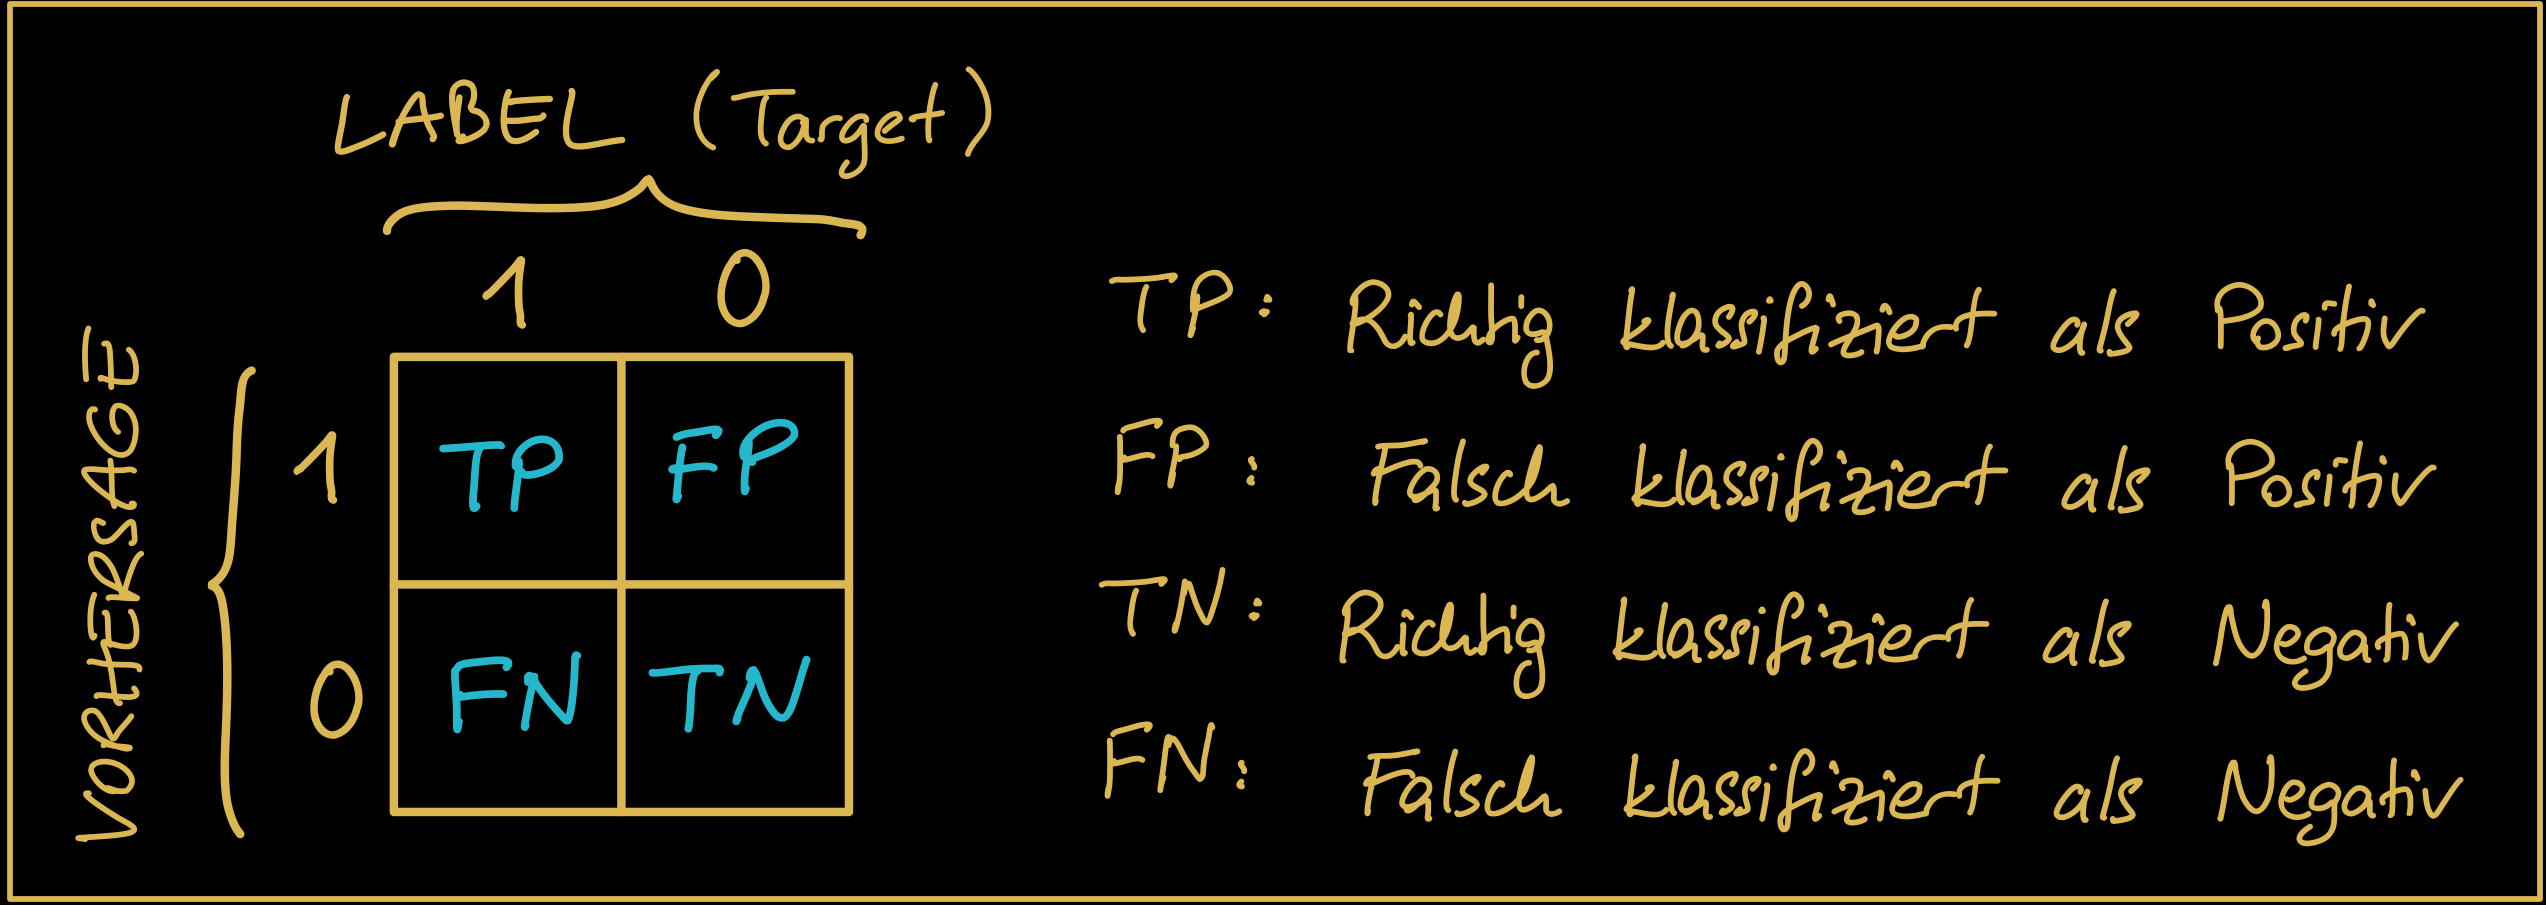 LABEL (Target)
1 0
VORHERSAGE
1 TP FP
0 FN TN
TP: Richtig klassifiziert als Positiv
FP: Falsch klassifiziert als Positiv
TN: Richtig klassifiziert als Negativ
FN: Falsch klassifiziert als Negativ